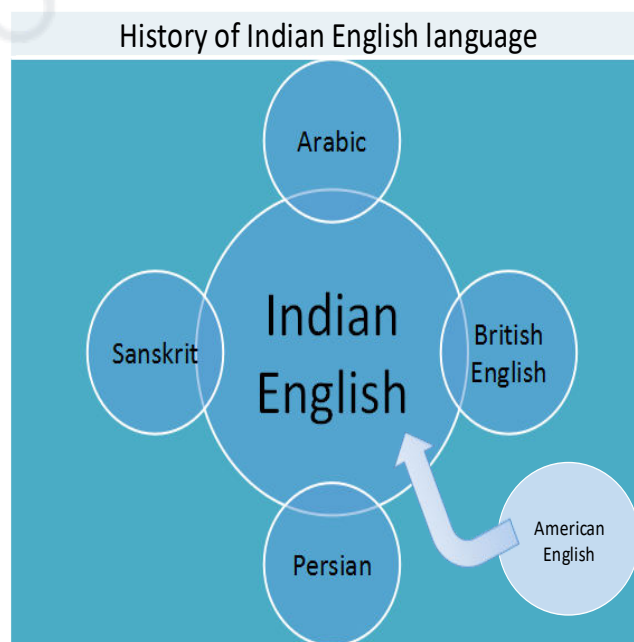 History of Indian English language
Arabic
Indian
English
Sanskrit
British
English
Persian
American
English